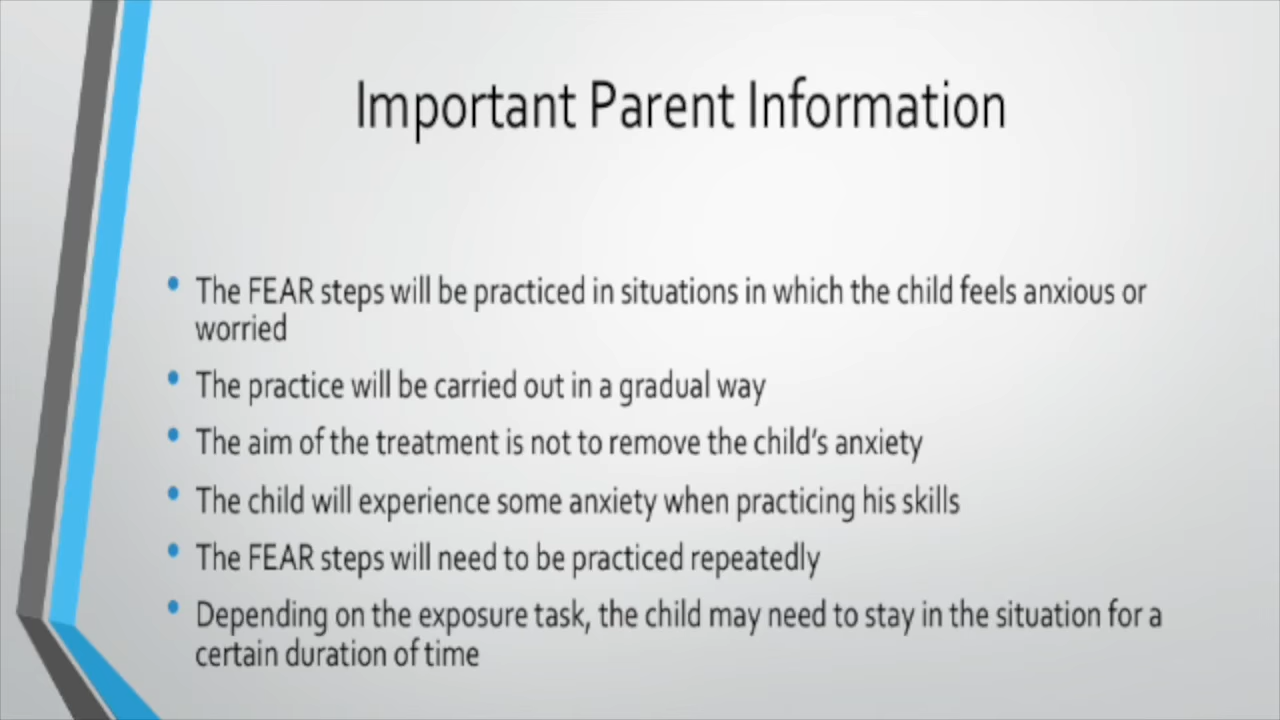 Important Parent Information
• The FEAR steps will be practiced in situations in which the child feels anxious or
worried
• The practice will be carried out in a gradual way
• The aim of the treatment is not to remove the child’s anxiety
• The child will experience some anxiety when practicing his skills
• The FEAR steps will need to be practiced repeatedly
• Depending on the exposure task, the child may need to stay in the situation for a
certain duration of time